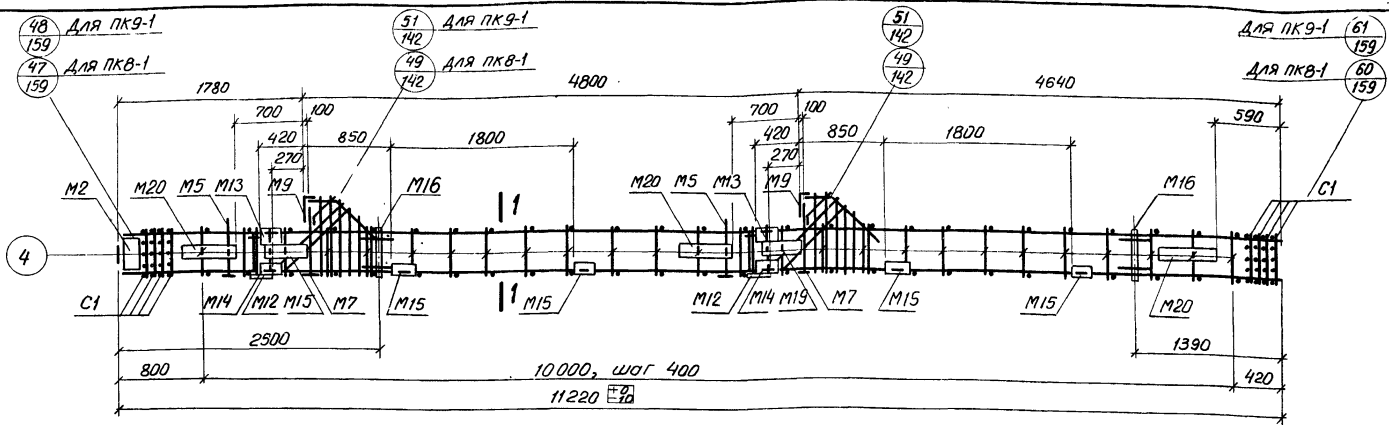 48 Для ПК9-1 51 Для ПК9-1 51 Для ПК9-1 61
159 142 142 159
47 Для ПК8-1 49 Для ПК8-1 49 Для ПК8-1 60
159 142 142 159
1780 4800 4640
700 100 700 100 590
420 850 1800 420 850 1800
270 270
М2 М20 М5 М13 М9 М16 1 М20 М5 М13 М9 М16 С1
4
С1 М14 М12 М15 М7 М15 1 М15 М12 М14 М19 М7 М15 М15 М20
2500 1390
800 10 000, шаг 400 420
11220 +0
-10